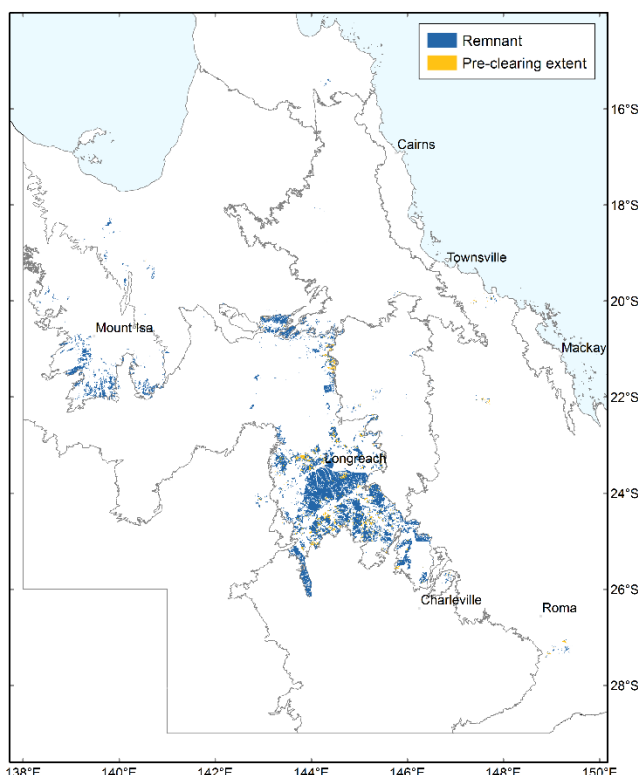 Remnant
Pre-clearing extent
16°S
Cairns
18°S
Townsville
20°S
Mount Isa
Mackay
22°S
Longreach
24°S
26°S
Charleville
Roma
28°S
138°E
140°E
142°E
144°E
146°E
148°E
150°E